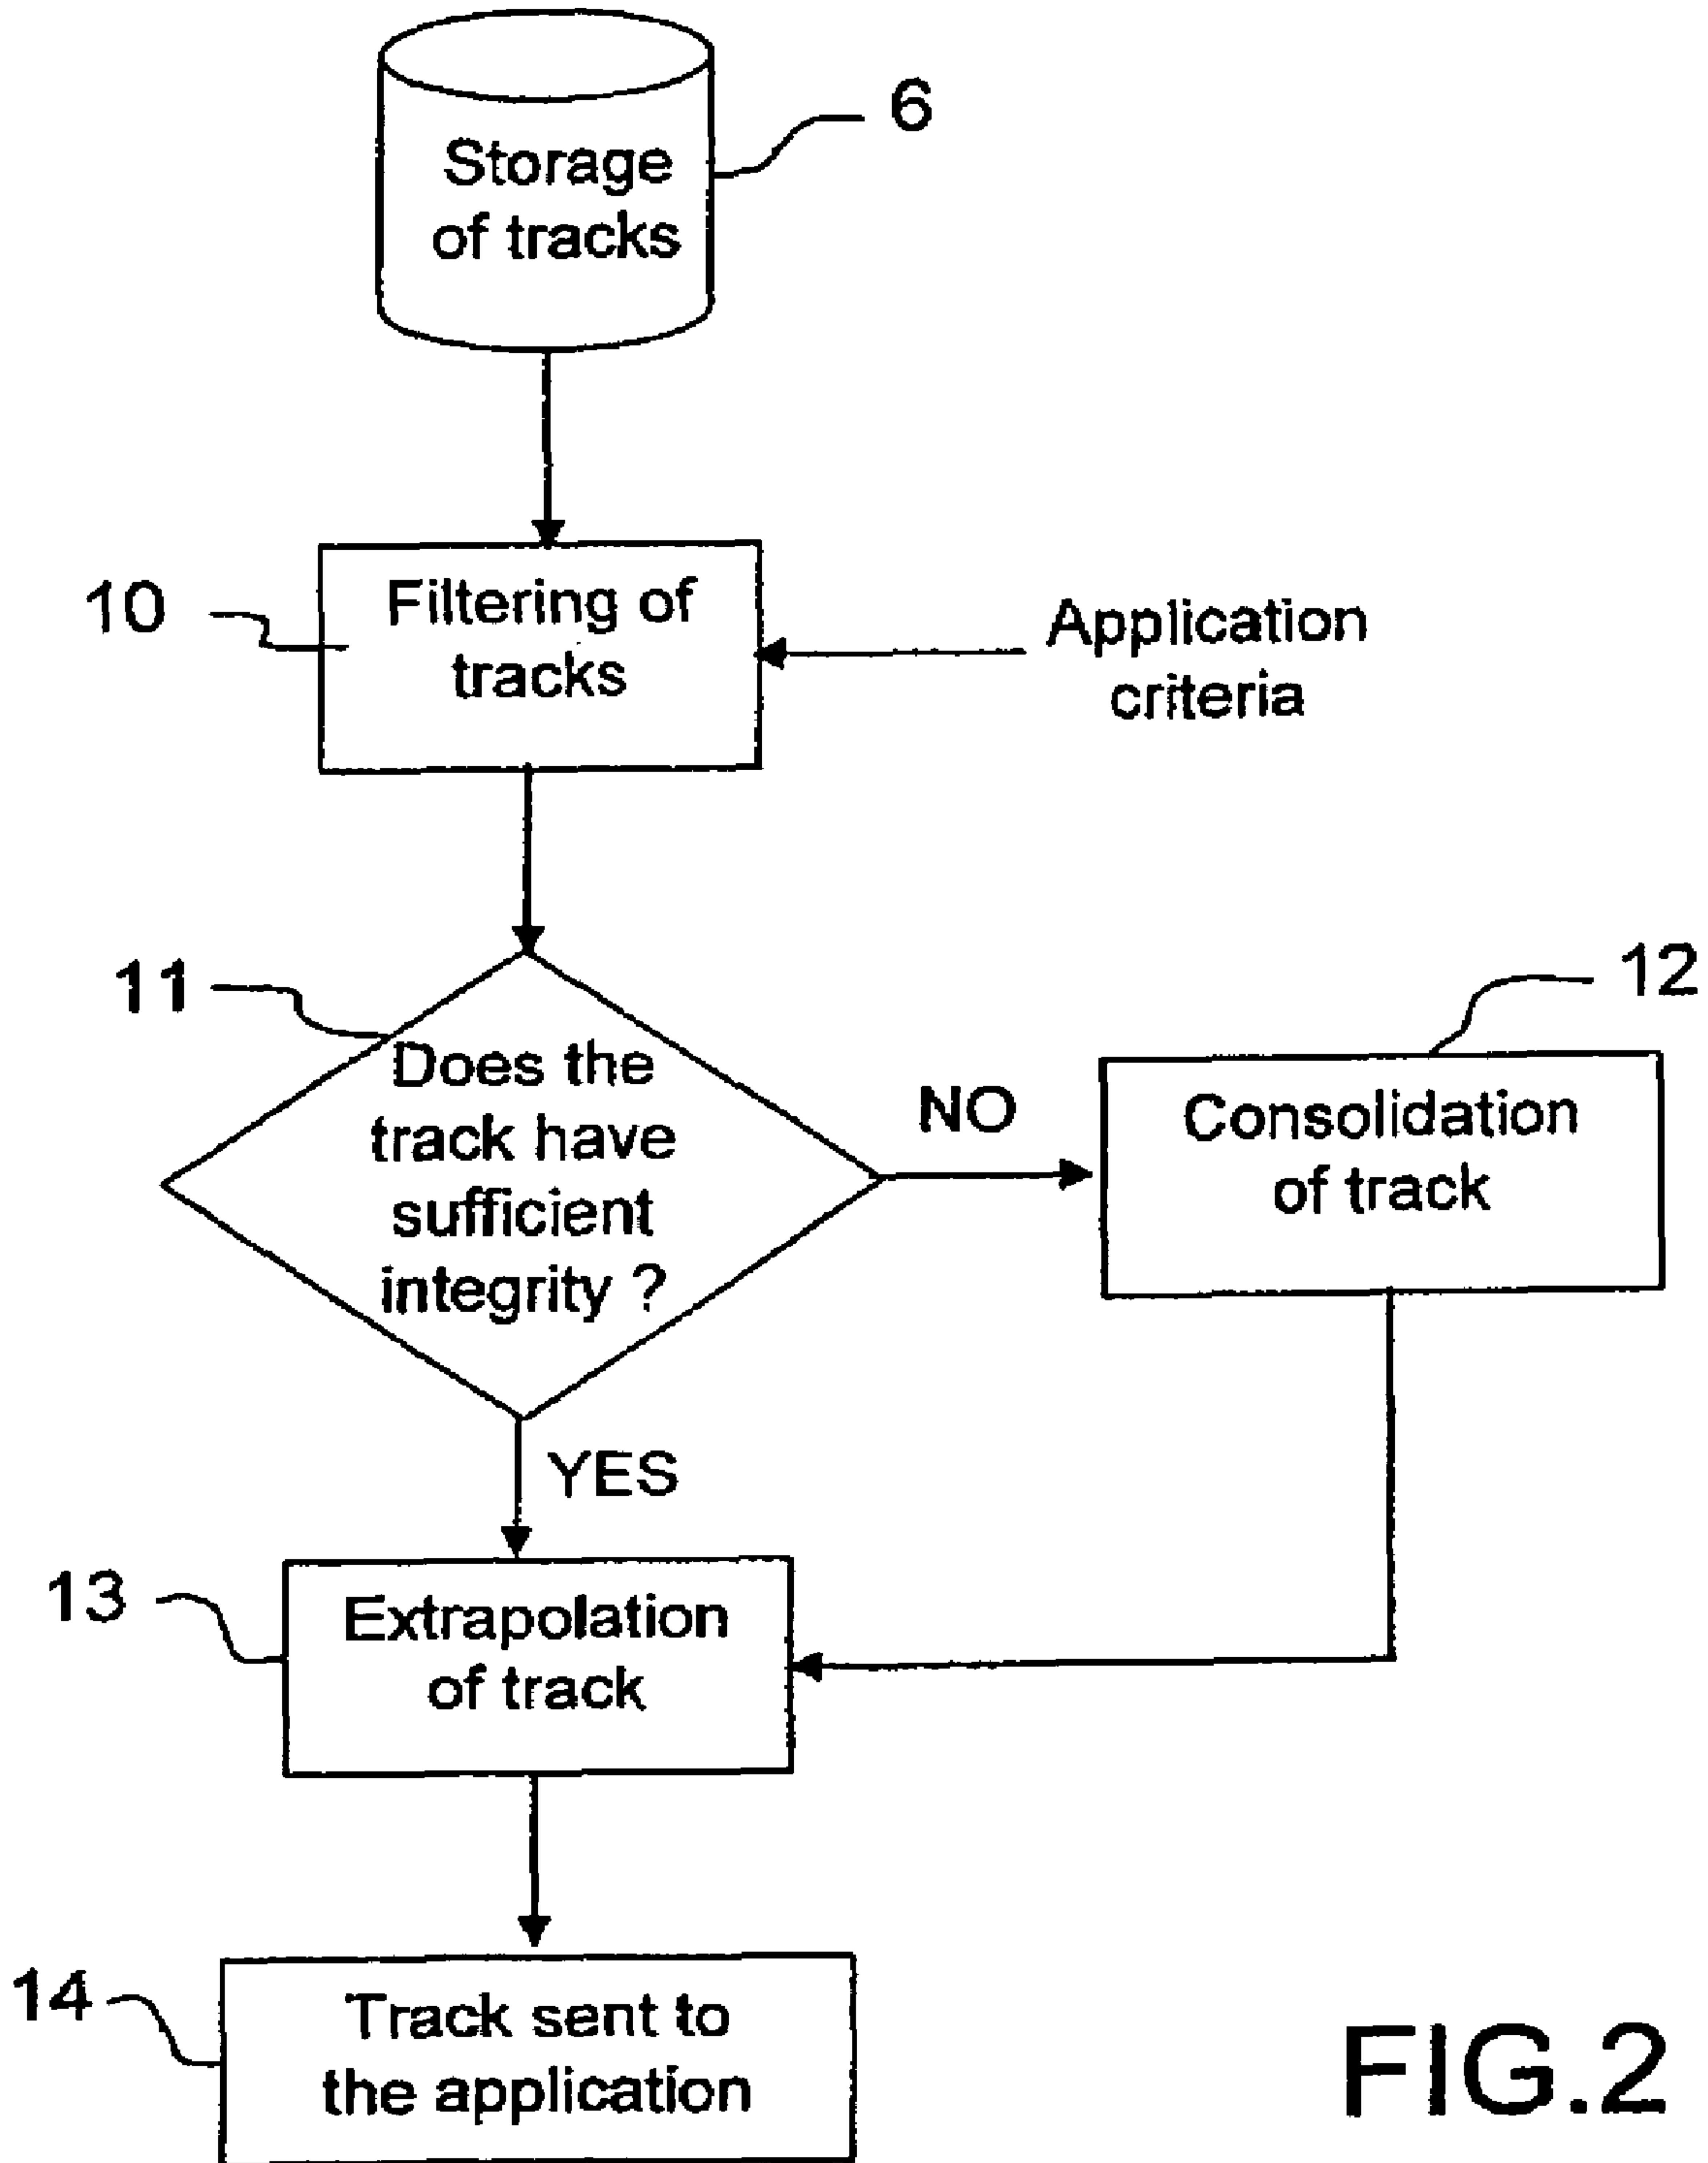 6
Storage
of tracks
10
Filtering of
tracks
Application
criteria
11
Does the
track have
sufficient
integrity ?
NO
12
Consolidation
of track
YES
13
Extrapolation
of track
14
Track sent to
the application
FIG.2